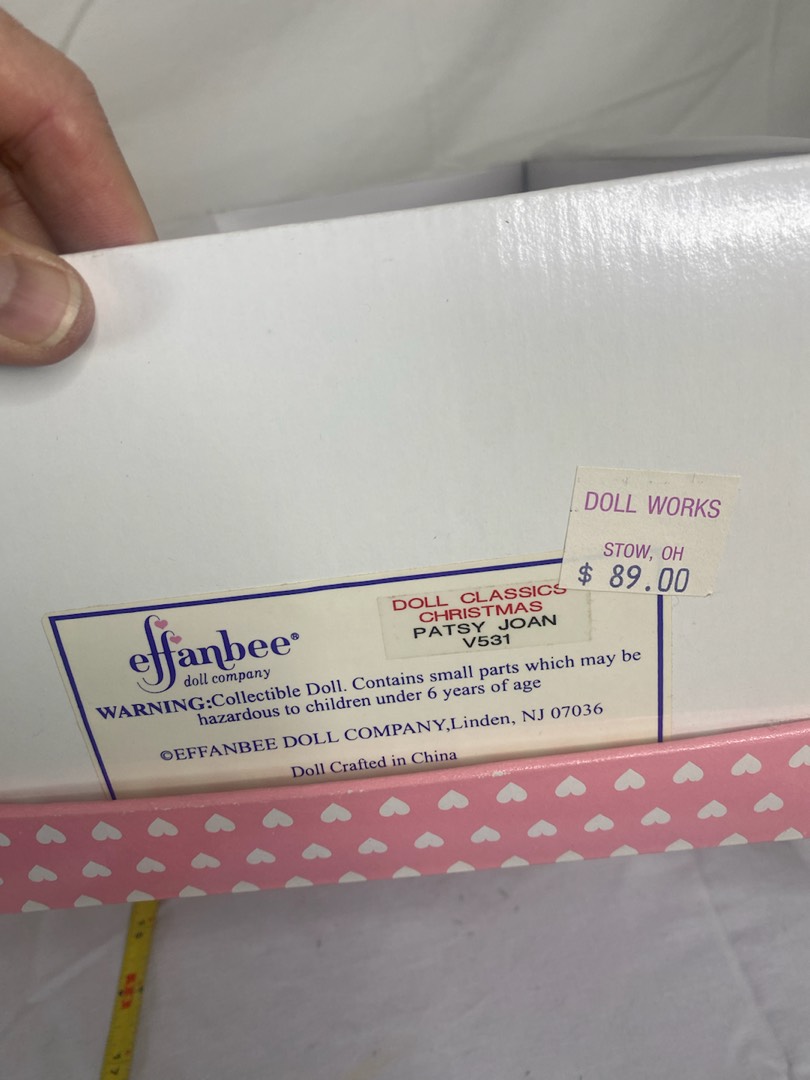 DOLL WORKS
STOW, OH
$ 89.00
DOLL CLASSICS
CHRISTMAS
PATSY JOAN
V531
effanbee®
doll company
WARNING:Collectible Doll. Contains small parts which may be
hazardous to children under 6 years of age
©EFFANBEE DOLL COMPANY,Linden, NJ 07036
Doll Crafted in China